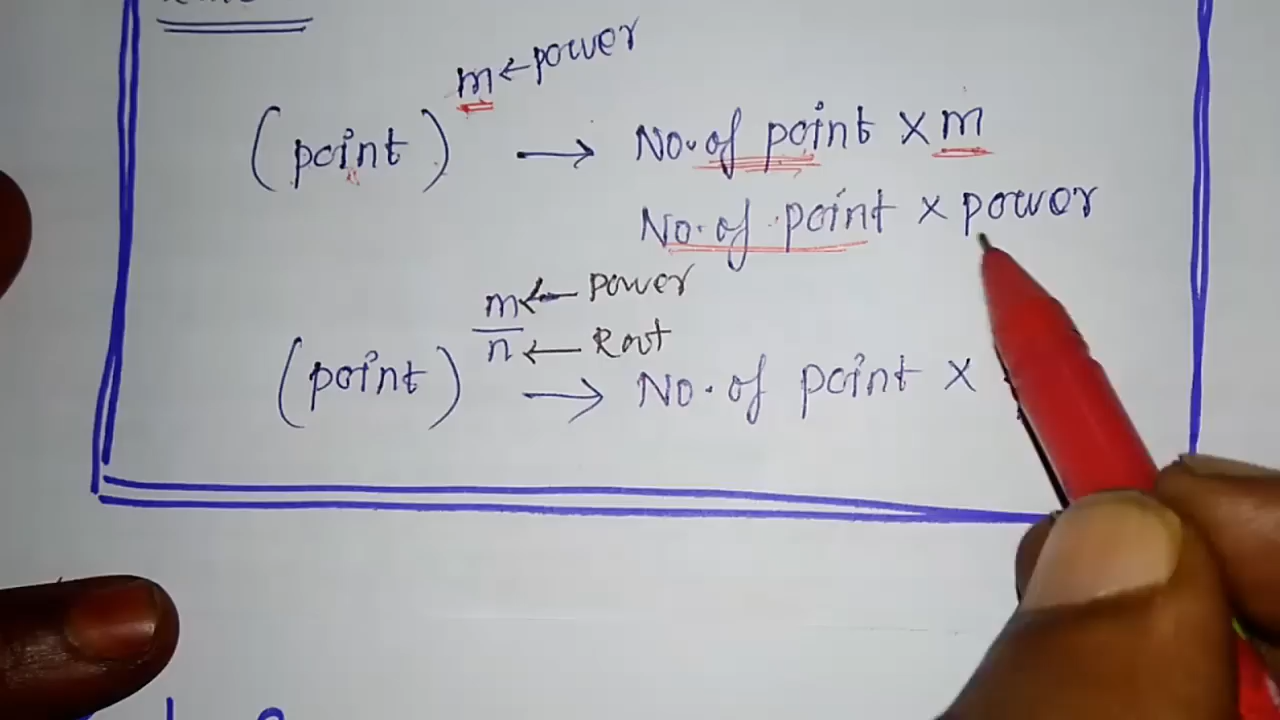 m ← power
(point) → No. of point × m
No. of point × power
m ← power
n ← Root
(point) → No. of point ×